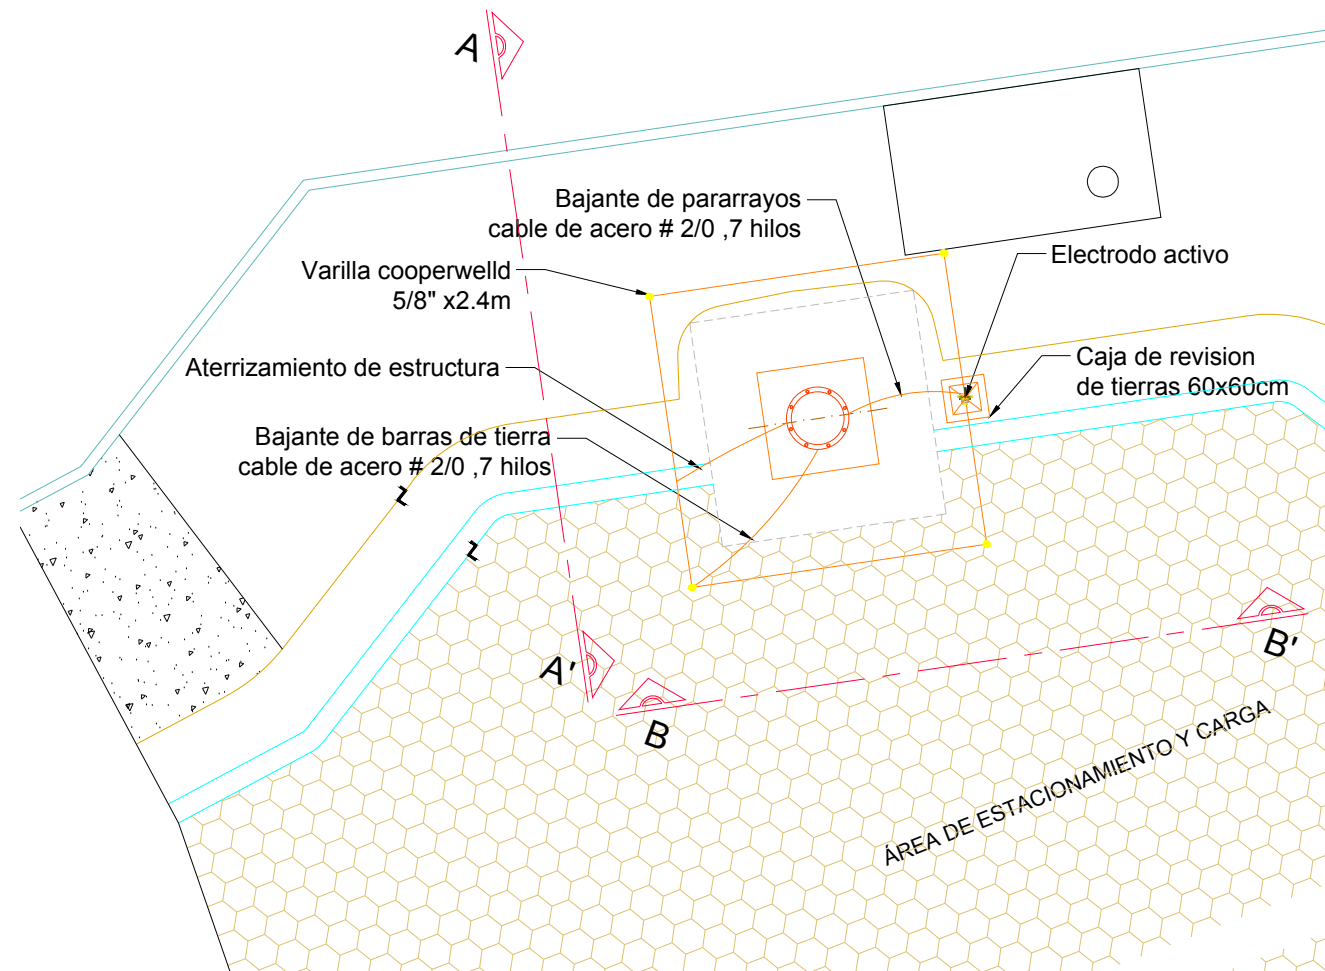 A
Bajante de pararrayos
cable de acero # 2/0 ,7 hilos
Electrodo activo
Varilla cooperwelld
5/8" x2.4m
Aterrizamiento de estructura
Caja de revision
de tierras 60x60cm
Bajante de barras de tierra
cable de acero # 2/0 ,7 hilos
A'
B
B'
ÁREA DE ESTACIONAMIENTO Y CARGA